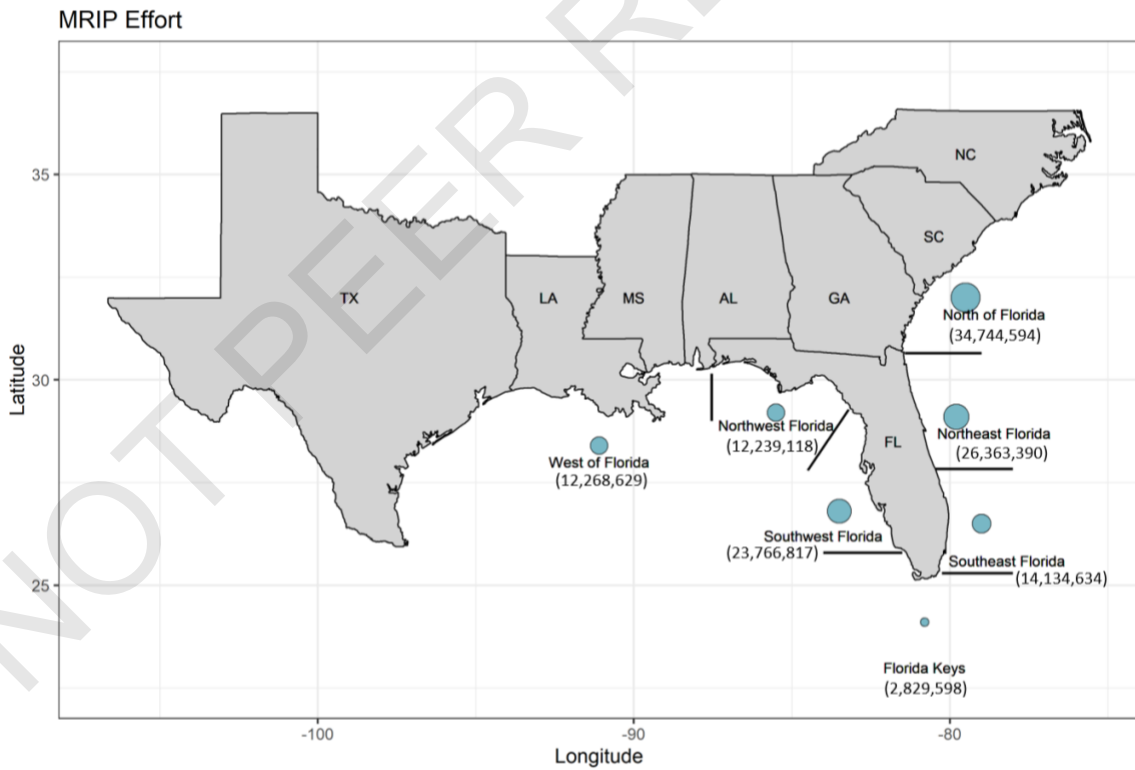 MRIP Effort
NOT PEER RE
35
30
25
Latitude
TX
LA
MS
AL
GA
SC
NC
FL
North of Florida
(34,744,594)
Northwest Florida
(12,239,118)
Northeast Florida
(26,363,390)
West of Florida
(12,268,629)
Southwest Florida
(23,766,817)
Southeast Florida
(14,134,634)
Florida Keys
(2,829,598)
-100
-90
-80
Longitude